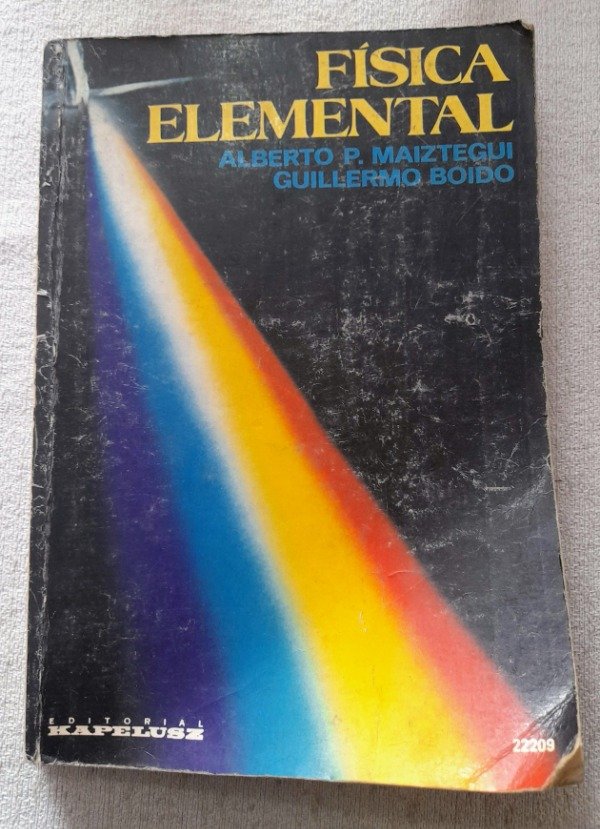 FÍSICA
ELEMENTAL
ALBERTO P. MAIZTEGUI
GUILLERMO BOIDO
EDITORIAL
KAPELUSZ
22209